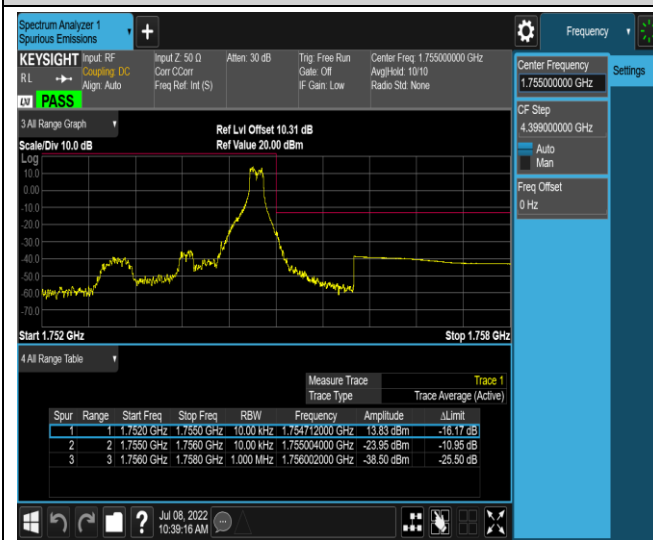 Spectrum Analyzer 1
Spurious Emissions
Frequency
KEYSIGHT Input: RF Input Z: 50 Ω Atten: 30 dB Trig: Free Run Center Freq: 1.755000000 GHz
RL Coupling: DC Corr CCorr Gate: Off Avg|Hold: 10/10
Align: Auto Freq Ref: Int (S) IF Gain: Low Radio Std: None
LXI PASS
Center Frequency
1.755000000 GHz
Settings
CF Step
4.399000000 GHz
Auto
Man
Freq Offset
0 Hz
3 All Range Graph
Ref Lvl Offset 10.31 dB
Scale/Div 10.0 dB Ref Value 20.00 dBm
Log
10.0
0.00
-10.0
-20.0
-30.0
-40.0
-50.0
-60.0
-70.0
Start 1.752 GHz Stop 1.758 GHz
4 All Range Table
Measure Trace Trace 1
Trace Type Trace Average (Active)
Spur Range Start Freq Stop Freq RBW Frequency Amplitude ΔLimit
1 1 1.7520 GHz 1.7550 GHz 10.00 kHz 1.754712000 GHz 13.83 dBm -16.17 dB
2 2 1.7550 GHz 1.7560 GHz 10.00 kHz 1.755004000 GHz -23.95 dBm -10.95 dB
3 3 1.7560 GHz 1.7580 GHz 1.000 MHz 1.756002000 GHz -38.50 dBm -25.50 dB
Jul 08, 2022
10:39:16 AM